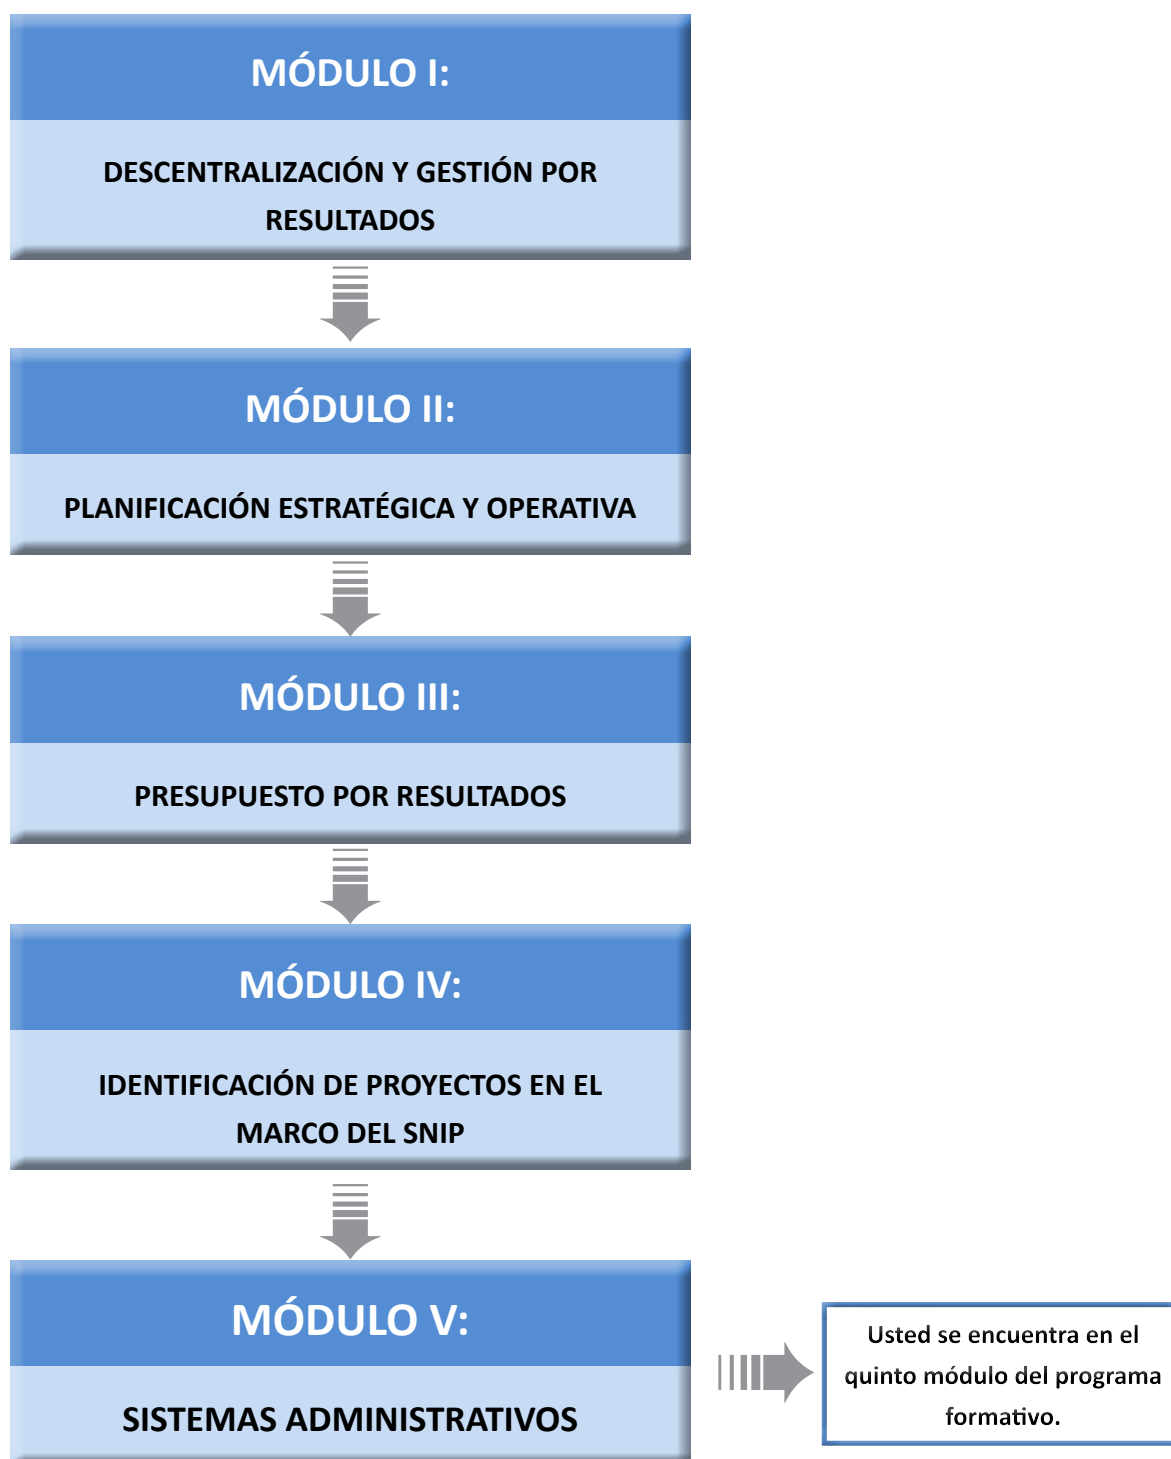 MÓDULO I:
DESCENTRALIZACIÓN Y GESTIÓN POR
RESULTADOS
MÓDULO II:
PLANIFICACIÓN ESTRATÉGICA Y OPERATIVA
MÓDULO III:
PRESUPUESTO POR RESULTADOS
MÓDULO IV:
IDENTIFICACIÓN DE PROYECTOS EN EL
MARCO DEL SNIP
MÓDULO V:
SISTEMAS ADMINISTRATIVOS
Usted se encuentra en el
quinto módulo del programa
formativo.